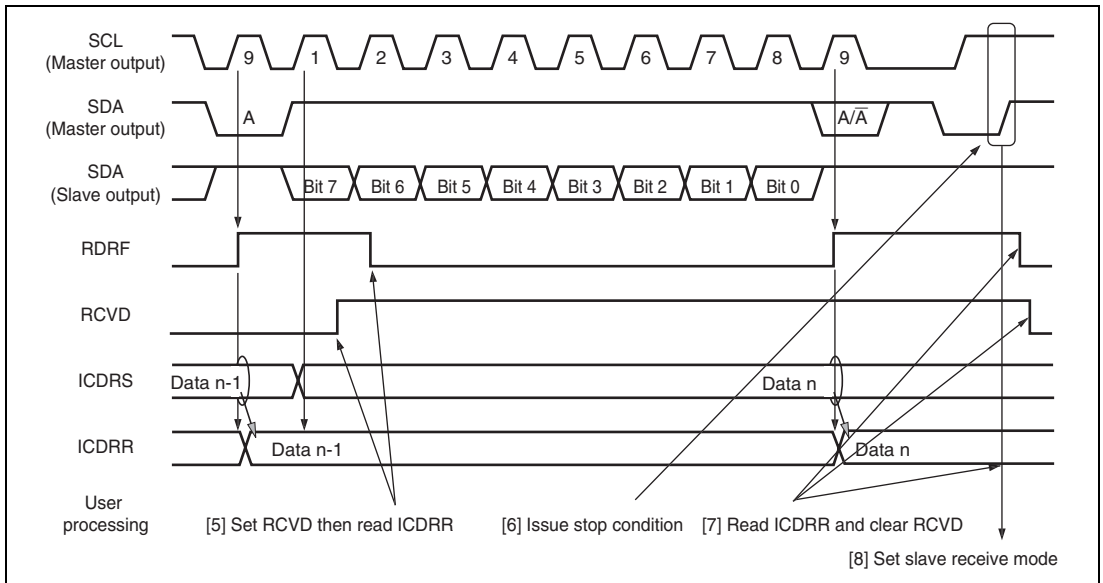 SCL
(Master output)
9 1 2 3 4 5 6 7 8 9
SDA
(Master output)
A A/A̅
SDA
(Slave output)
Bit 7 Bit 6 Bit 5 Bit 4 Bit 3 Bit 2 Bit 1 Bit 0
RDRF
RCVD
ICDRS
Data n-1 Data n
ICDRR
Data n-1 Data n
User
processing
[5] Set RCVD then read ICDRR [6] Issue stop condition [7] Read ICDRR and clear RCVD
[8] Set slave receive mode